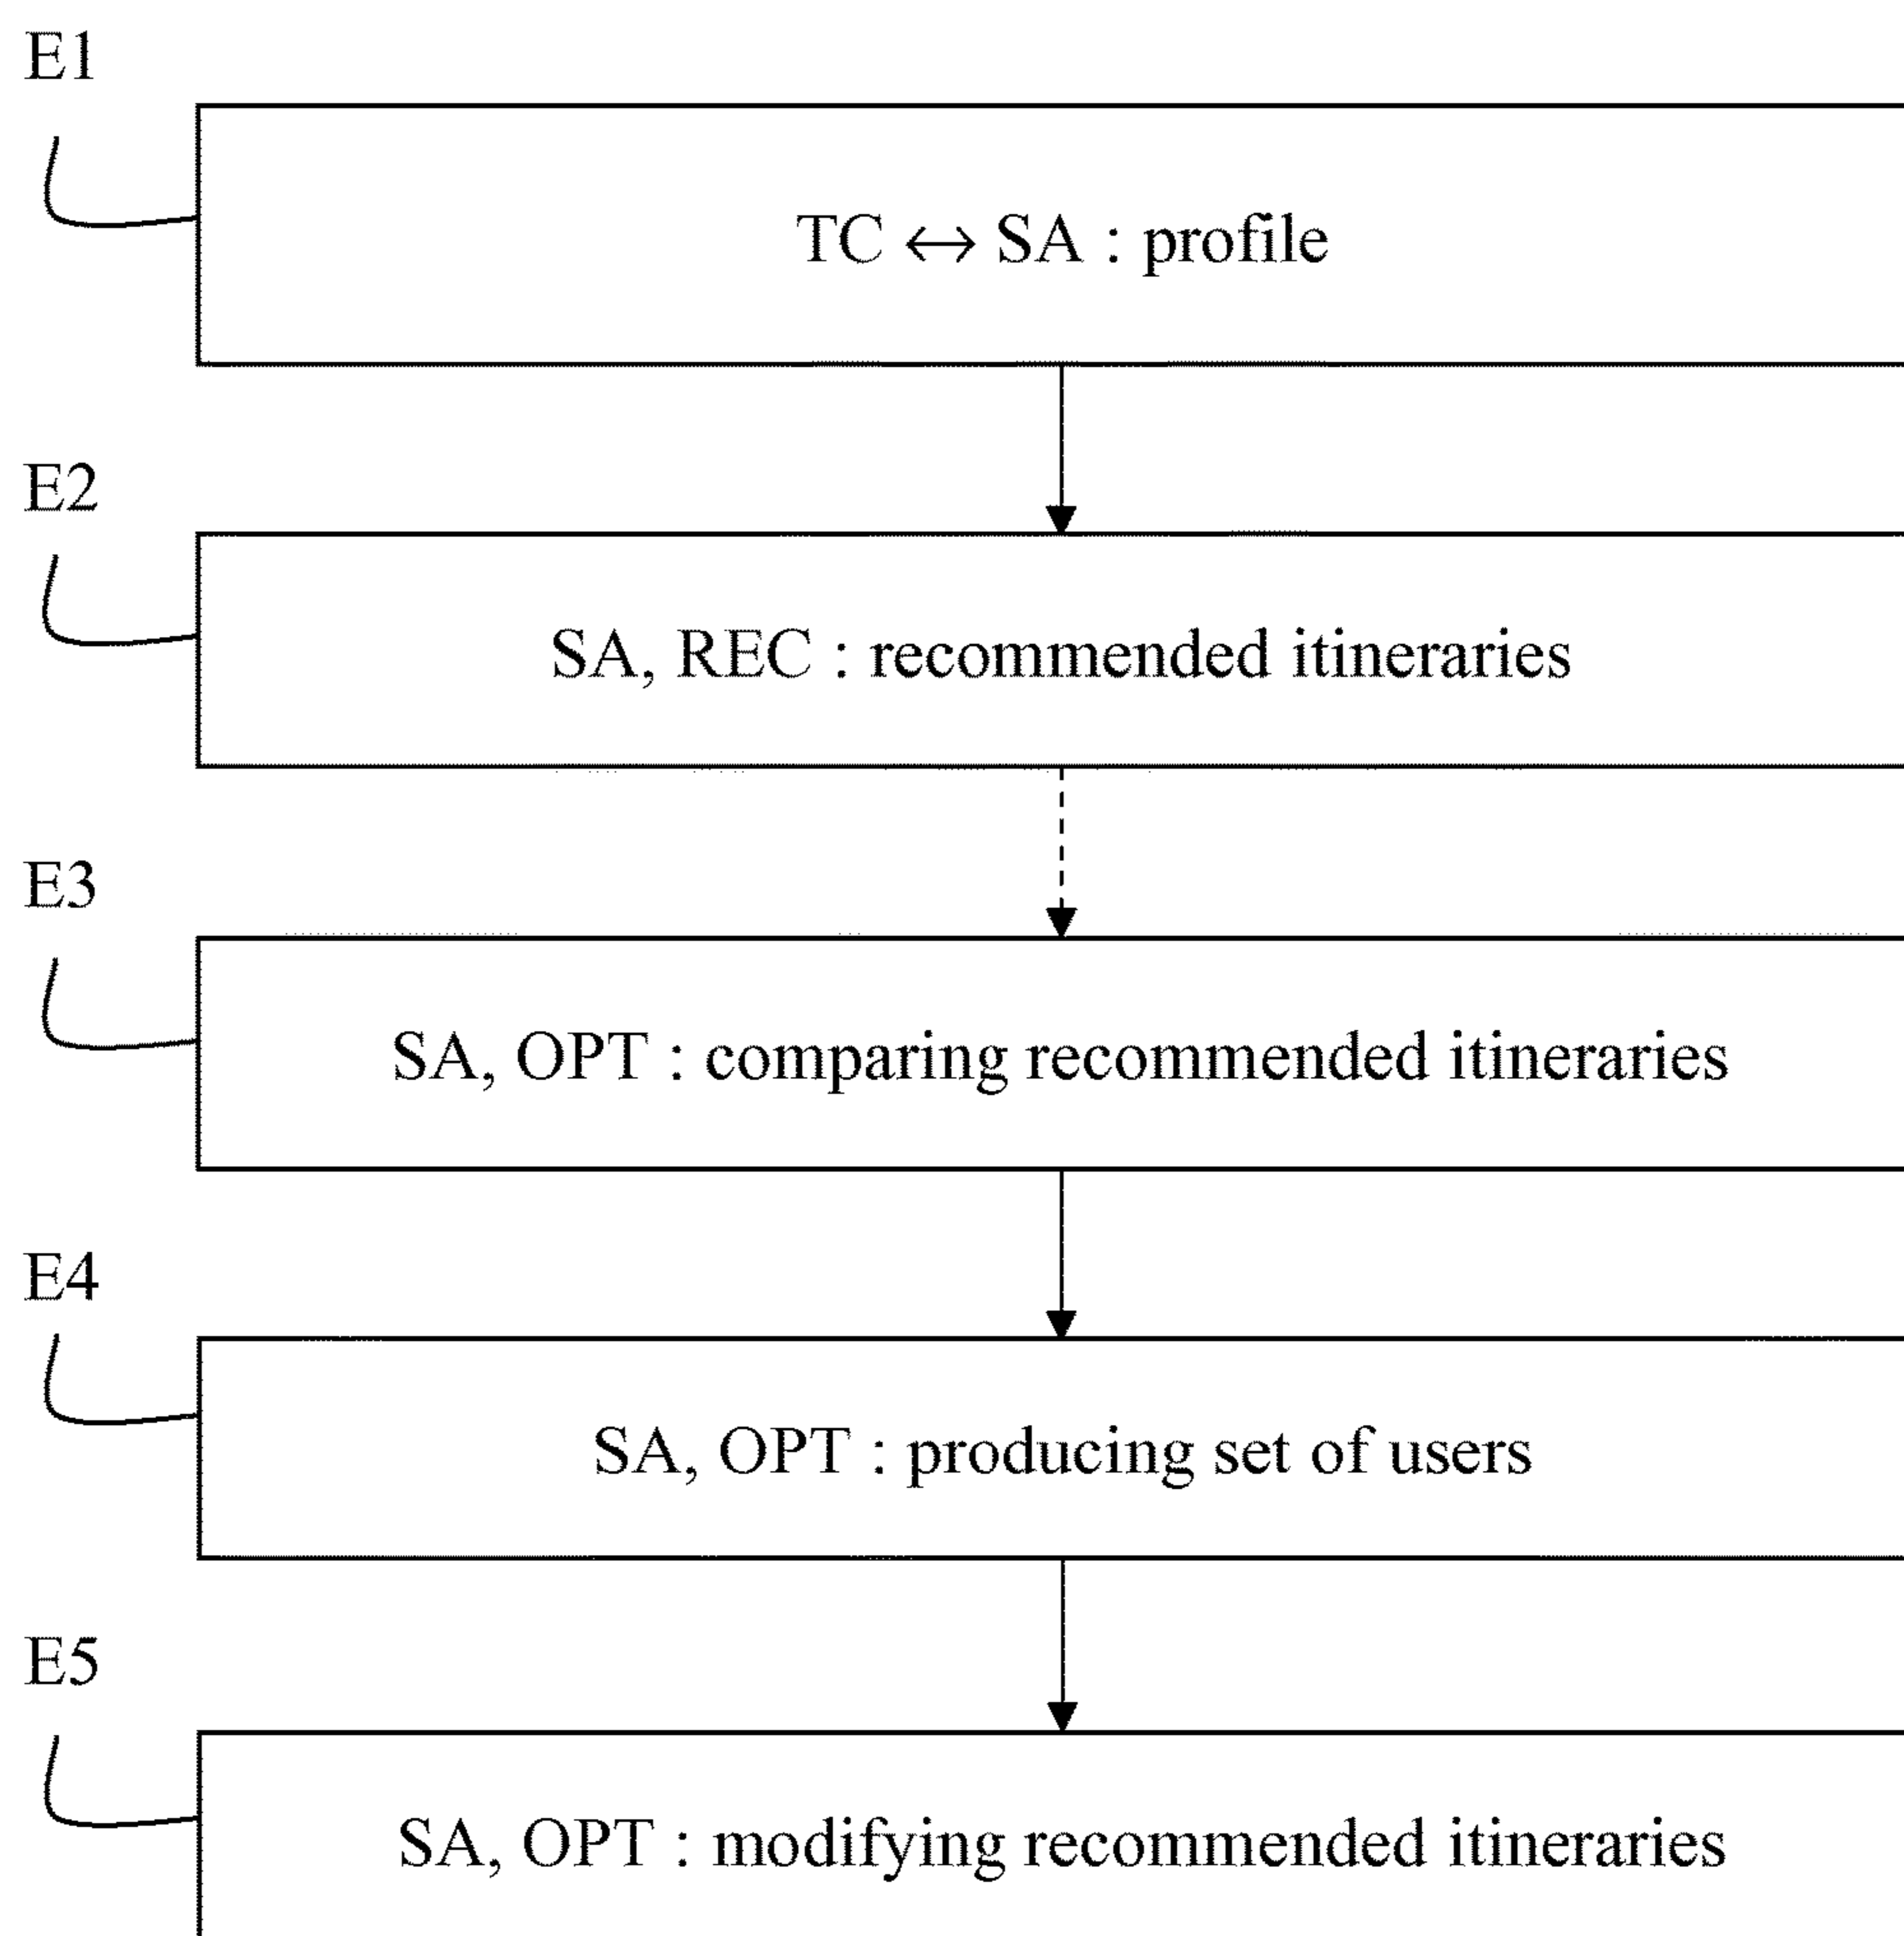 E1
TC ↔ SA : profile
E2
SA, REC : recommended itineraries
E3
SA, OPT : comparing recommended itineraries
E4
SA, OPT : producing set of users
E5
SA, OPT : modifying recommended itineraries